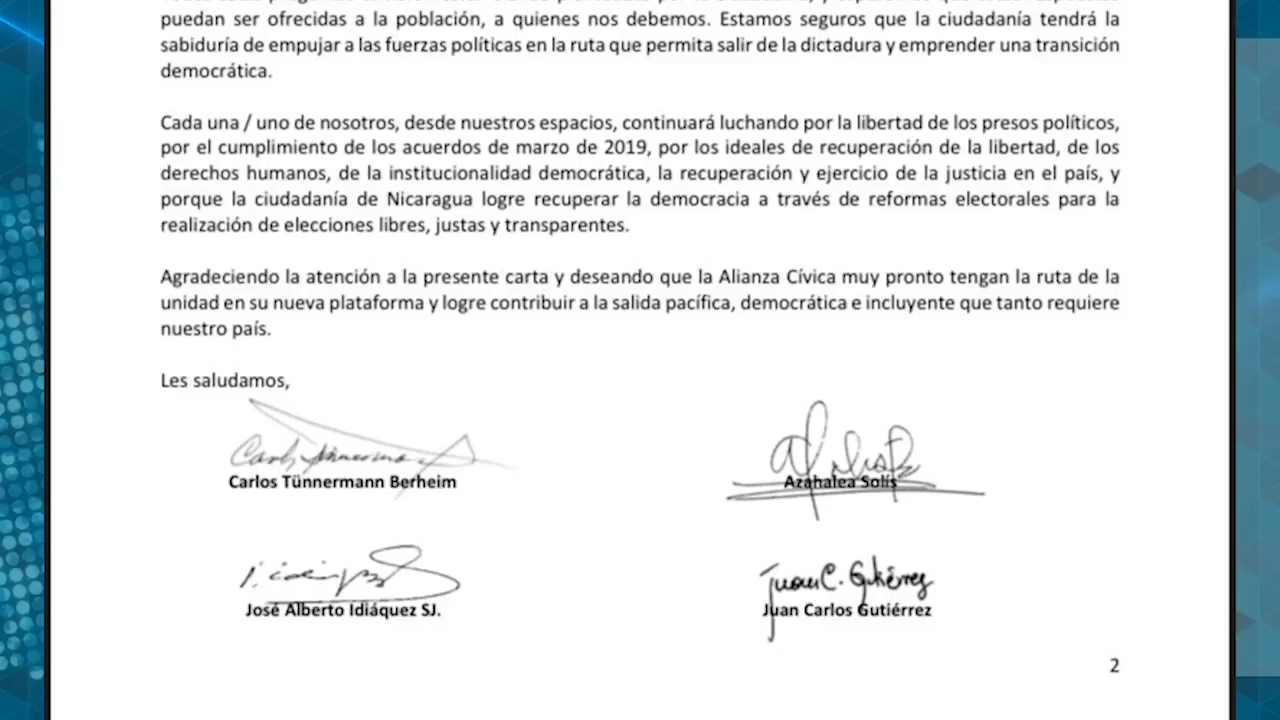 puedan ser ofrecidas a la población, a quienes nos debemos. Estamos seguros que la ciudadanía tendrá la
sabiduría de empujar a las fuerzas políticas en la ruta que permita salir de la dictadura y emprender una transición
democrática.
Cada una / uno de nosotros, desde nuestros espacios, continuará luchando por la libertad de los presos políticos,
por el cumplimiento de los acuerdos de marzo de 2019, por los ideales de recuperación de la libertad, de los
derechos humanos, de la institucionalidad democrática, la recuperación y ejercicio de la justicia en el país, y
porque la ciudadanía de Nicaragua logre recuperar la democracia a través de reformas electorales para la
realización de elecciones libres, justas y transparentes.
Agradeciendo la atención a la presente carta y deseando que la Alianza Cívica muy pronto tengan la ruta de la
unidad en su nueva plataforma y logre contribuir a la salida pacífica, democrática e incluyente que tanto requiere
nuestro país.
Les saludamos,
Carlos Tünnermann Berheim
Azahalea Solís
Juan C. Gutiérrez
José Alberto Idiáquez SJ.
Juan Carlos Gutiérrez
2